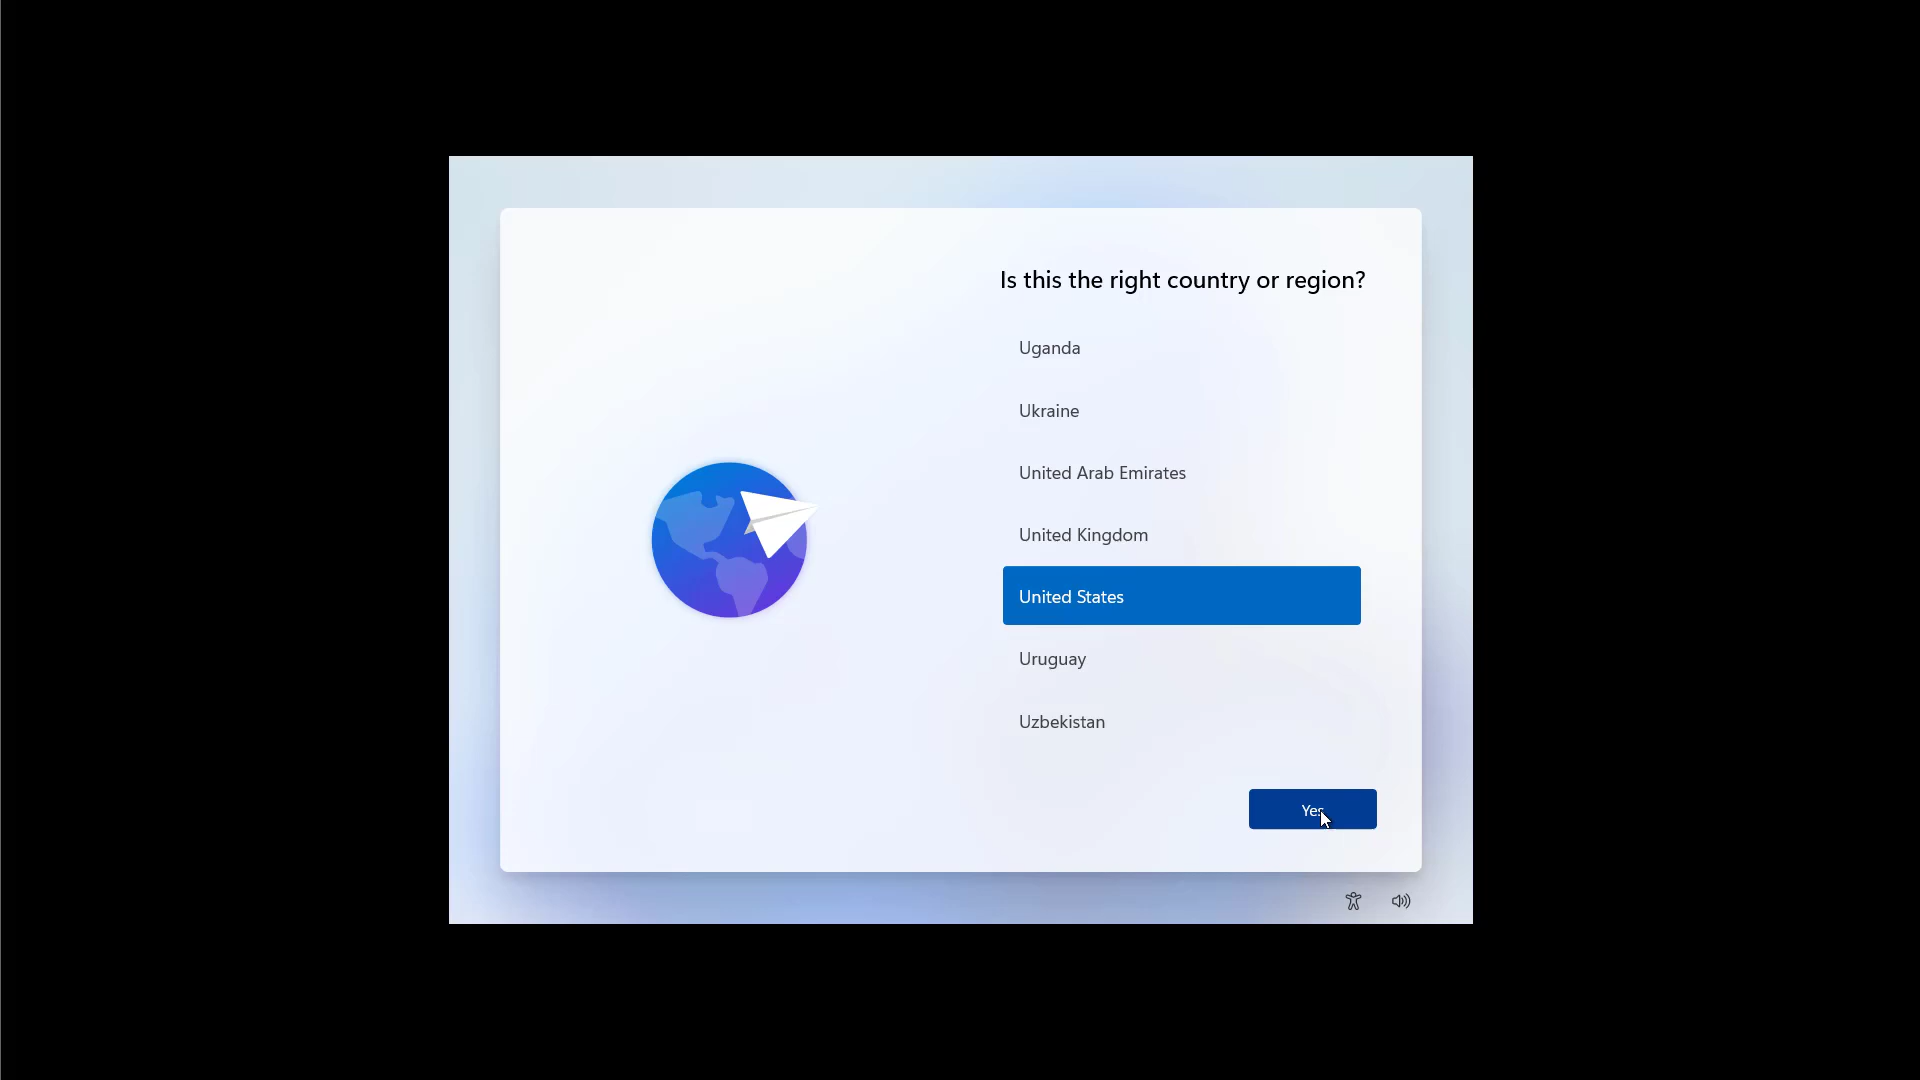 Is this the right country or region?
Uganda
Ukraine
United Arab Emirates
United Kingdom
United States
Uruguay
Uzbekistan
Yes